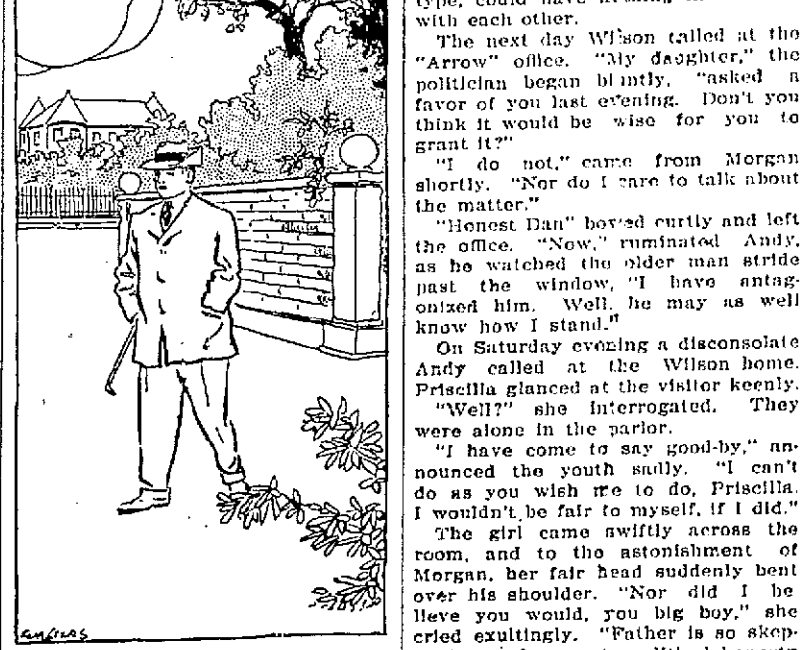 with each other.
The next day Wilson called at the
"Arrow" office. "My daughter," the
politician began bluntly, "asked a
favor of you last evening. Don't you
think it would be wise for you to
grant it?"
"I do not," came from Morgan
shortly. "Nor do I care to talk about
the matter."
"Honest Dan" bowed curtly and left
the office. "Now," ruminated Andy,
as he watched the older man stride
past the window, "I have antag-
onized him. Well, he may as well
know how I stand."
On Saturday evening a disconsolate
Andy called at the Wilson home.
Priscilla glanced at the visitor keenly.
"Well?" she interrogated. They
were alone in the parlor.
"I have come to say good-by," an-
nounced the youth sadly. "I can't
do as you wish me to do, Priscilla.
I wouldn't be fair to myself, if I did."
The girl came swiftly across the
room, and to the astonishment of
Morgan, her fair head suddenly bent
over his shoulder. "Nor did I be
lieve you would, you big boy," she
cried exultingly. "Father is so skep-